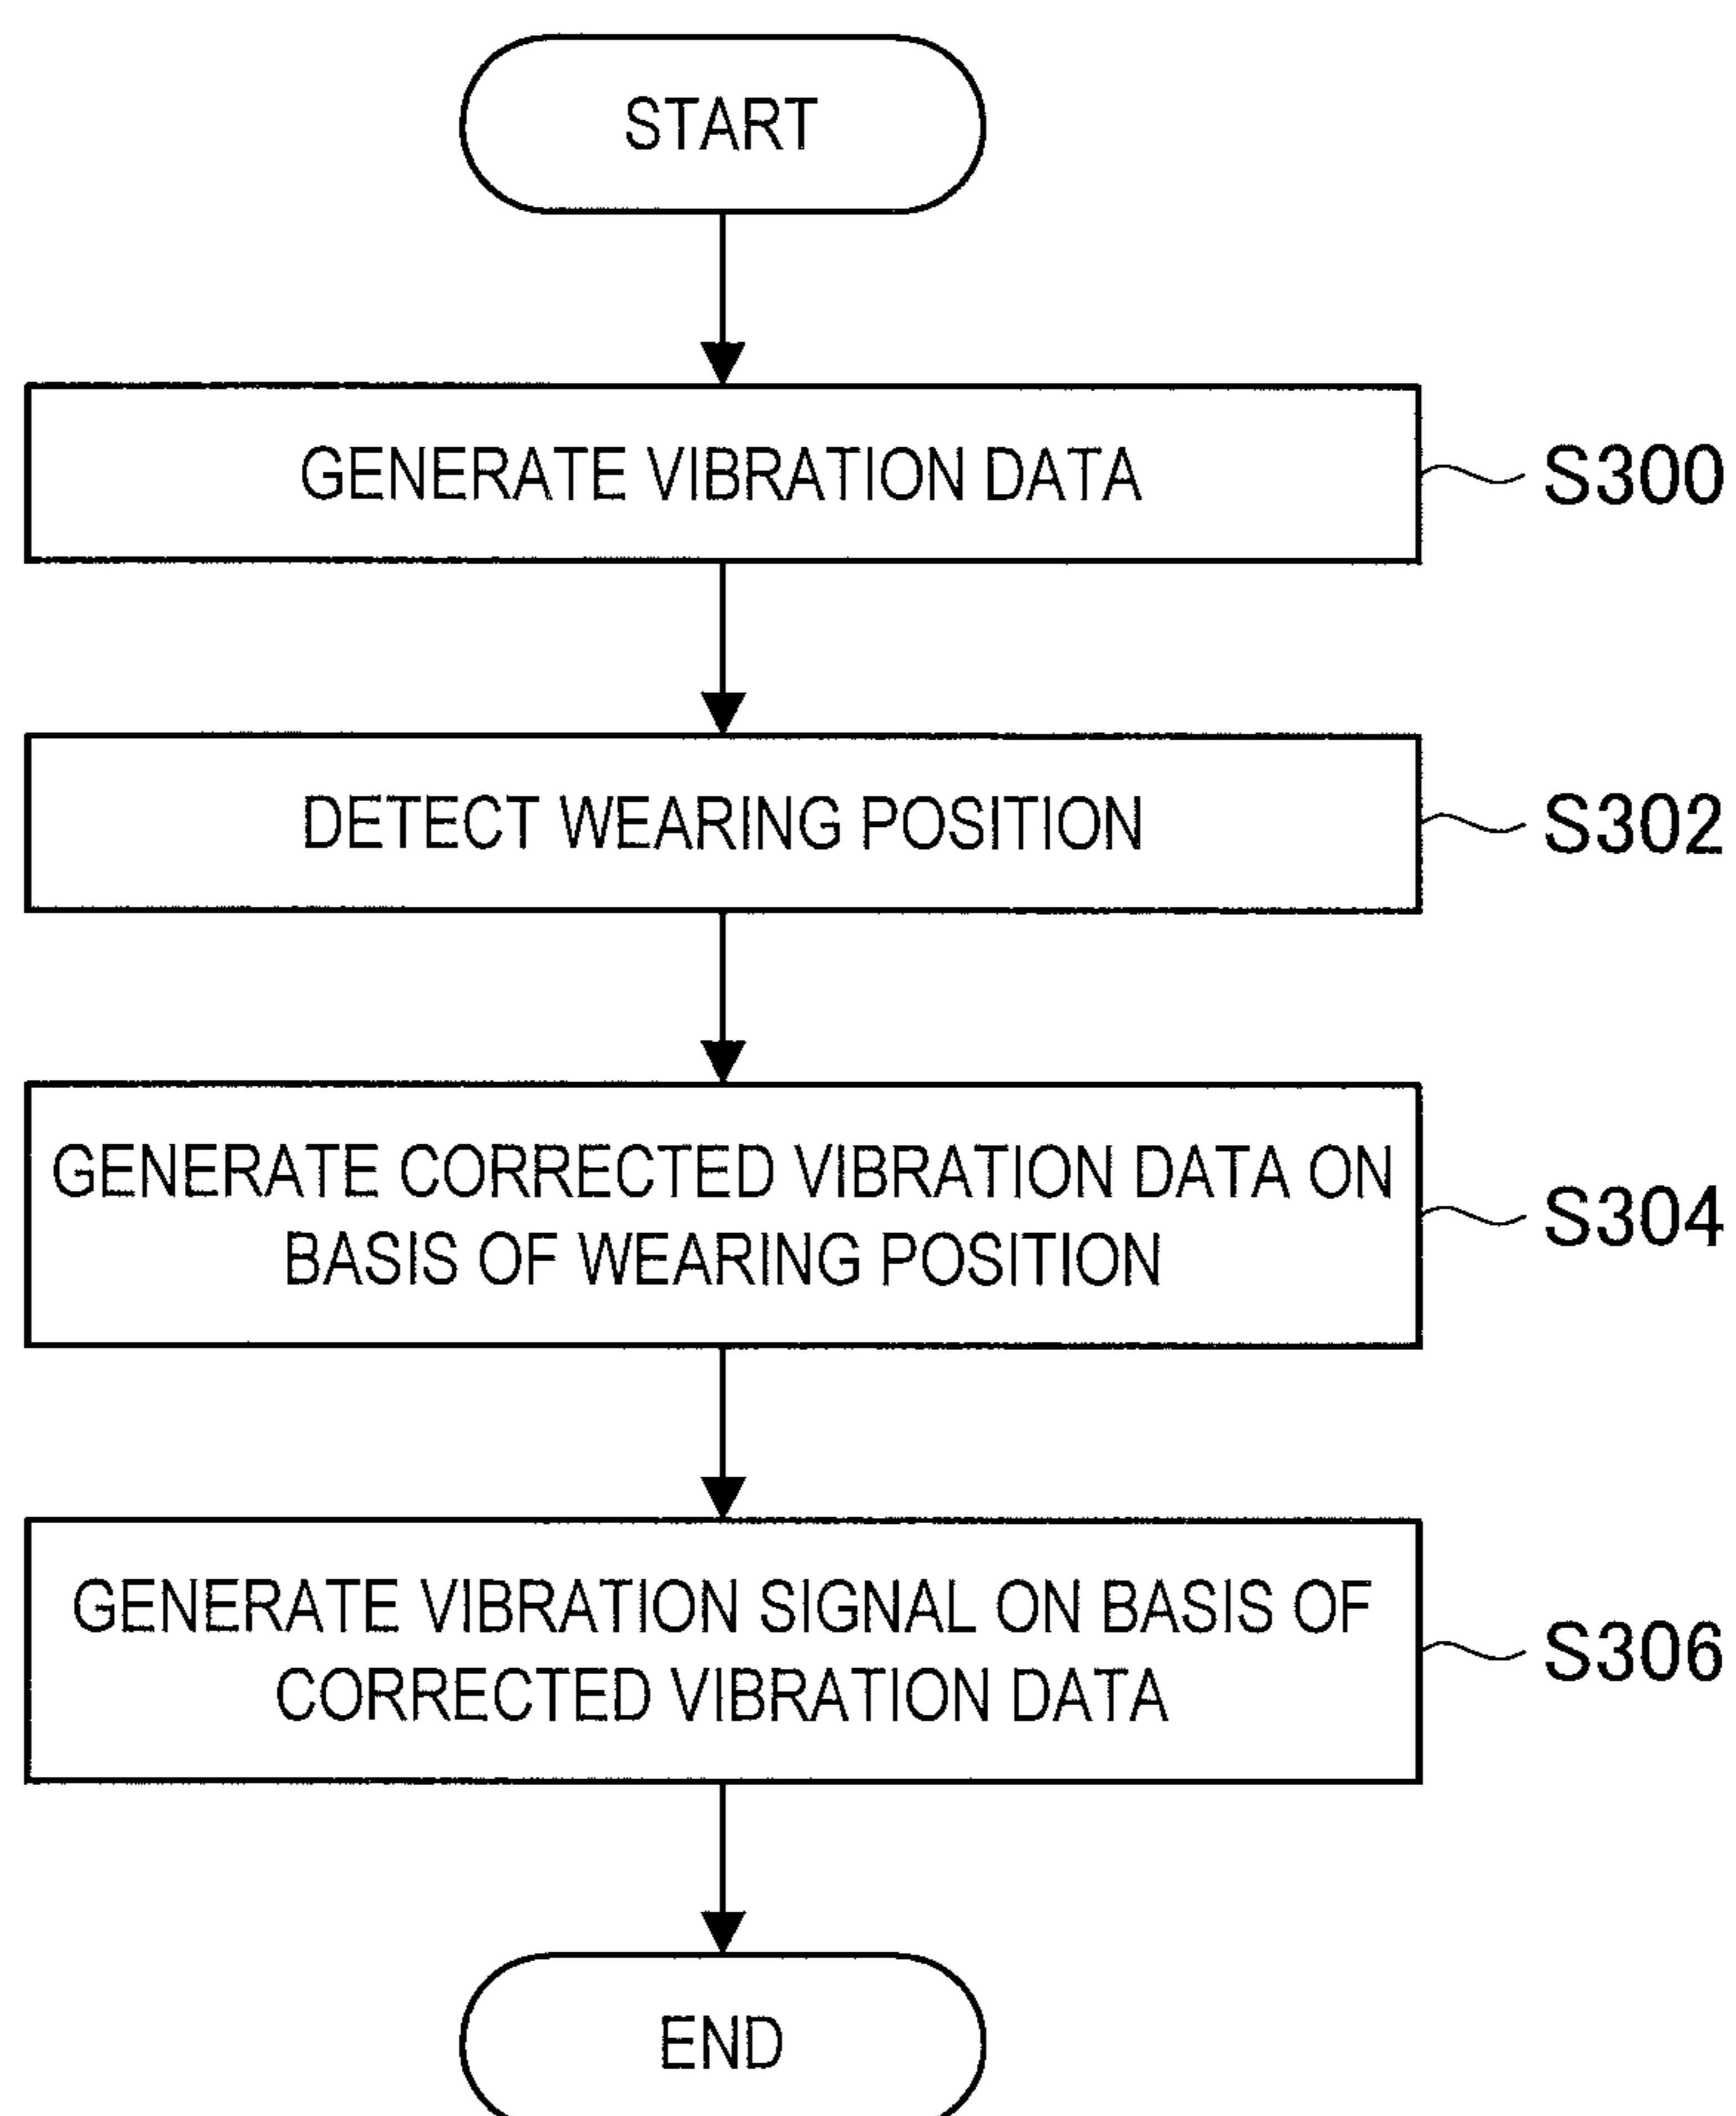 START
GENERATE VIBRATION DATA
S300
DETECT WEARING POSITION
S302
GENERATE CORRECTED VIBRATION DATA ON
BASIS OF WEARING POSITION
S304
GENERATE VIBRATION SIGNAL ON BASIS OF
CORRECTED VIBRATION DATA
S306
END